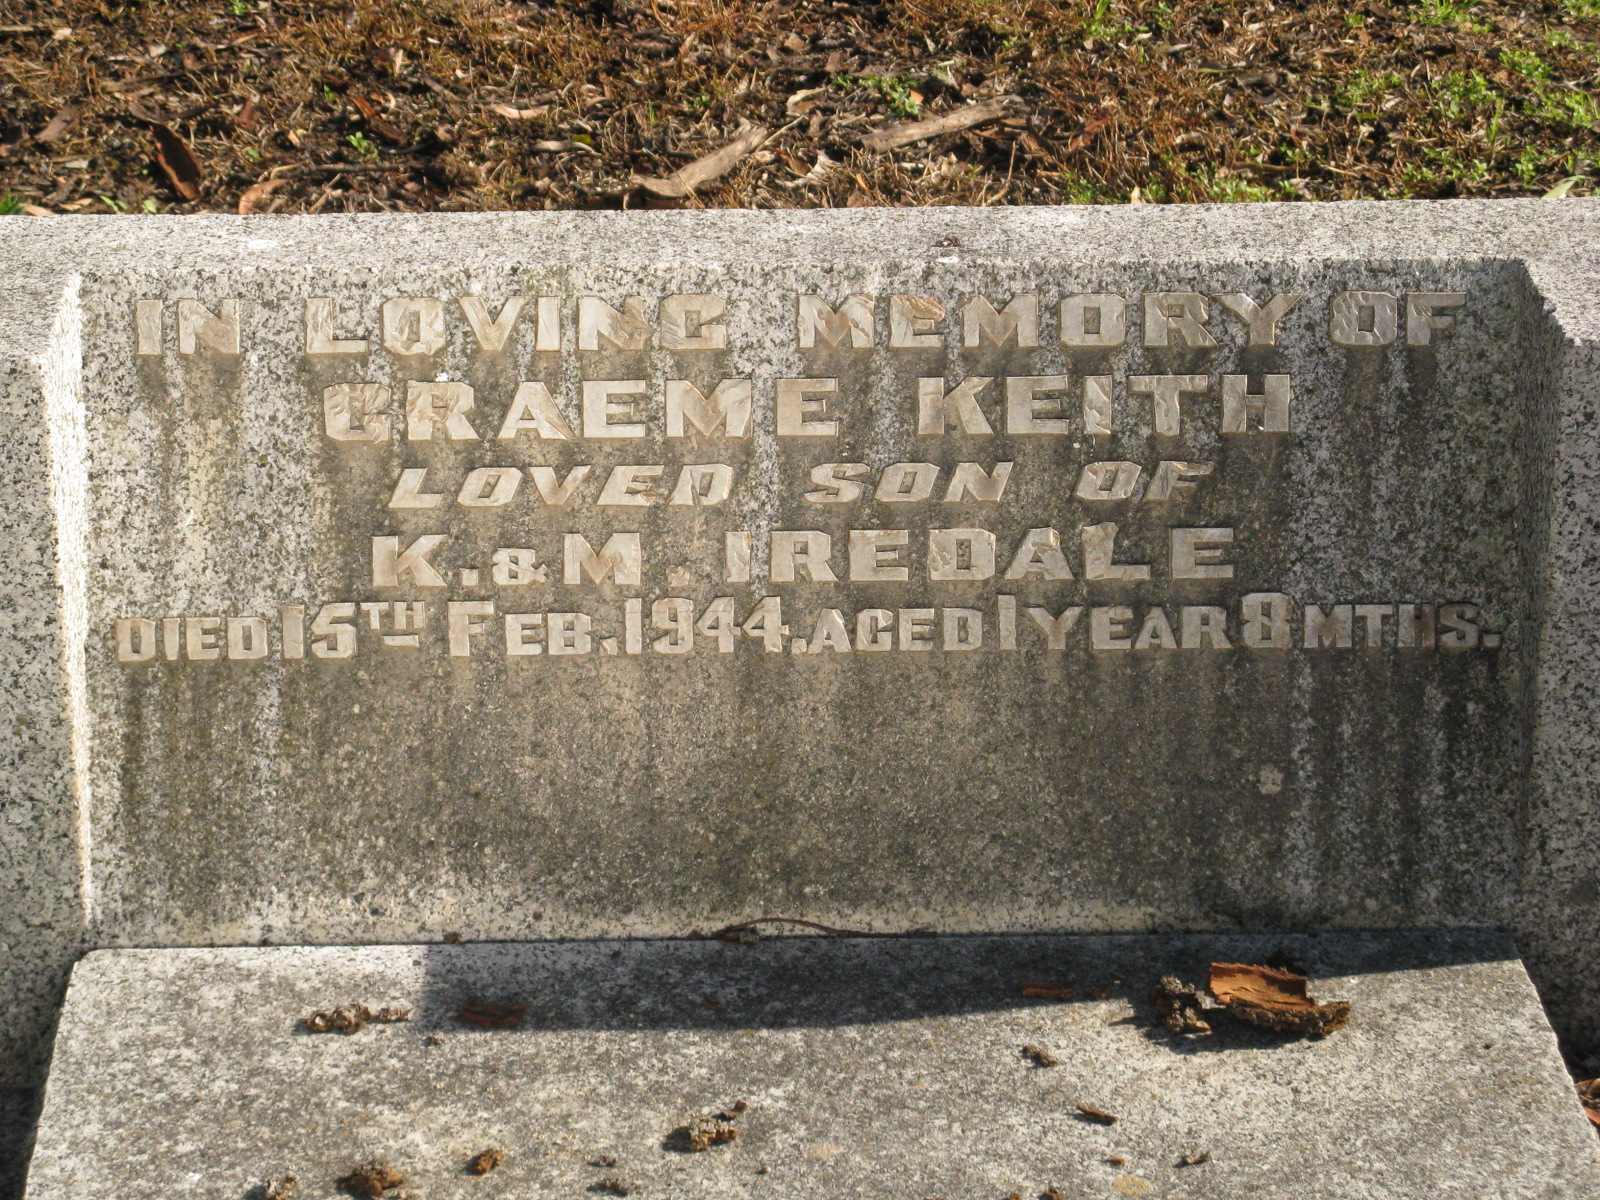 IN LOVING MEMORY OF
GRAEME KEITH
LOVED SON OF
K. & M. IREDALE
DIED 15TH FEB. 1944. AGED 1 YEAR 8 MTHS.